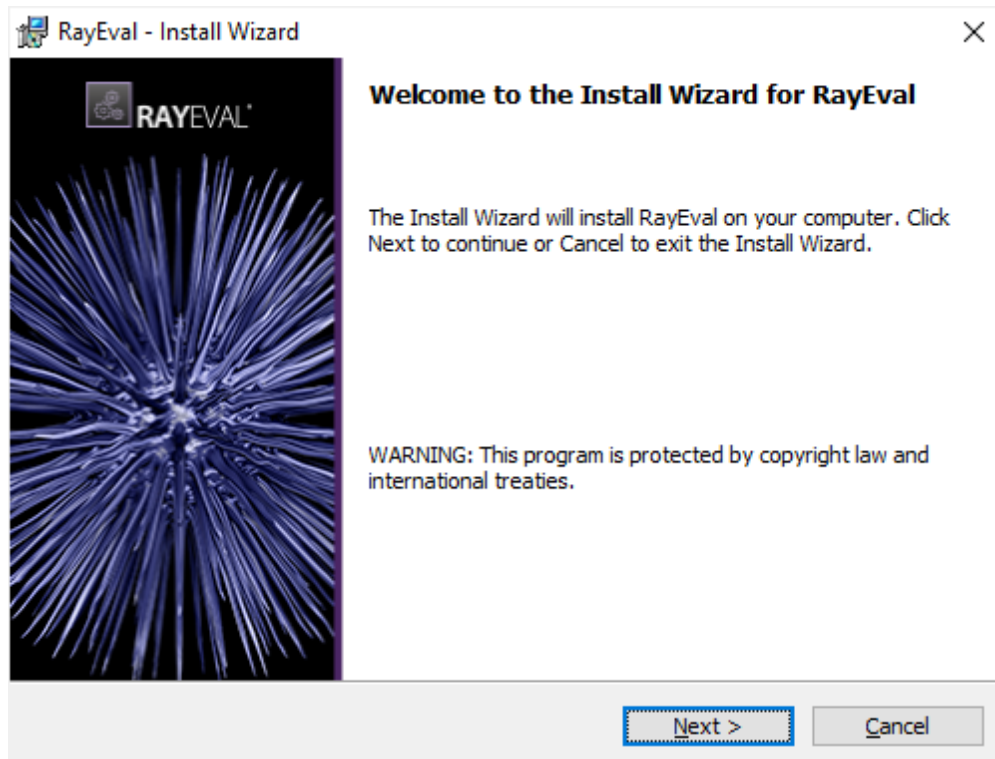 RayEval - Install Wizard
RAYEVAL
Welcome to the Install Wizard for RayEval
The Install Wizard will install RayEval on your computer. Click
Next to continue or Cancel to exit the Install Wizard.
WARNING: This program is protected by copyright law and
international treaties.
Next >
Cancel